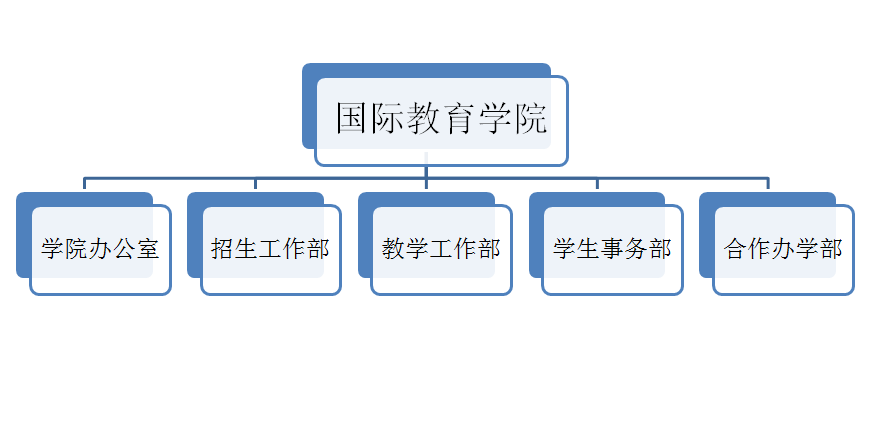 国际教育学院
学院办公室
招生工作部
教学工作部
学生事务部
合作办学部